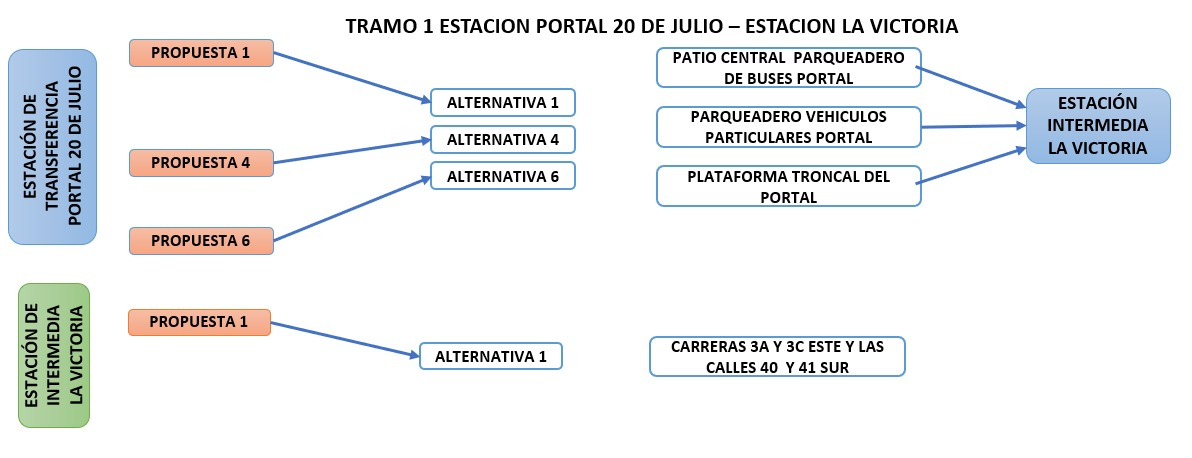 TRAMO 1 ESTACION PORTAL 20 DE JULIO – ESTACION LA VICTORIA
ESTACIÓN DE
TRANSFERENCIA
PORTAL 20 DE JULIO
PROPUESTA 1
PROPUESTA 4
PROPUESTA 6
ALTERNATIVA 1
ALTERNATIVA 4
ALTERNATIVA 6
PATIO CENTRAL PARQUEADERO
DE BUSES PORTAL
PARQUEADERO VEHICULOS
PARTICULARES PORTAL
PLATAFORMA TRONCAL DEL
PORTAL
ESTACIÓN
INTERMEDIA
LA VICTORIA
ESTACIÓN DE
INTERMEDIA
LA VICTORIA
PROPUESTA 1
ALTERNATIVA 1
CARRERAS 3A Y 3C ESTE Y LAS
CALLES 40 Y 41 SUR